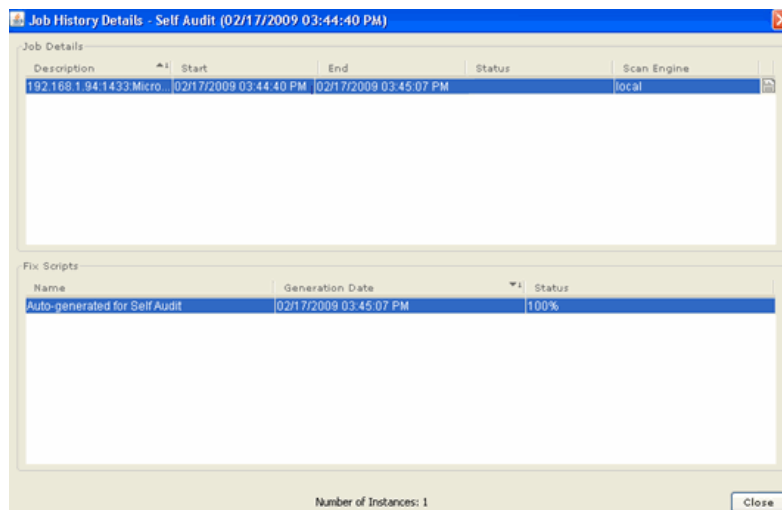 Job History Details - Self Audit (02/17/2009 03:44:40 PM)
Job Details
Description Start End Status Scan Engine
192.168.1.94:1433:Micro... 02/17/2009 03:44:40 PM 02/17/2009 03:45:07 PM local
Fix Scripts
Name Generation Date Status
Auto-generated for Self Audit 02/17/2009 03:45:07 PM 100%
Number of Instances: 1
Close